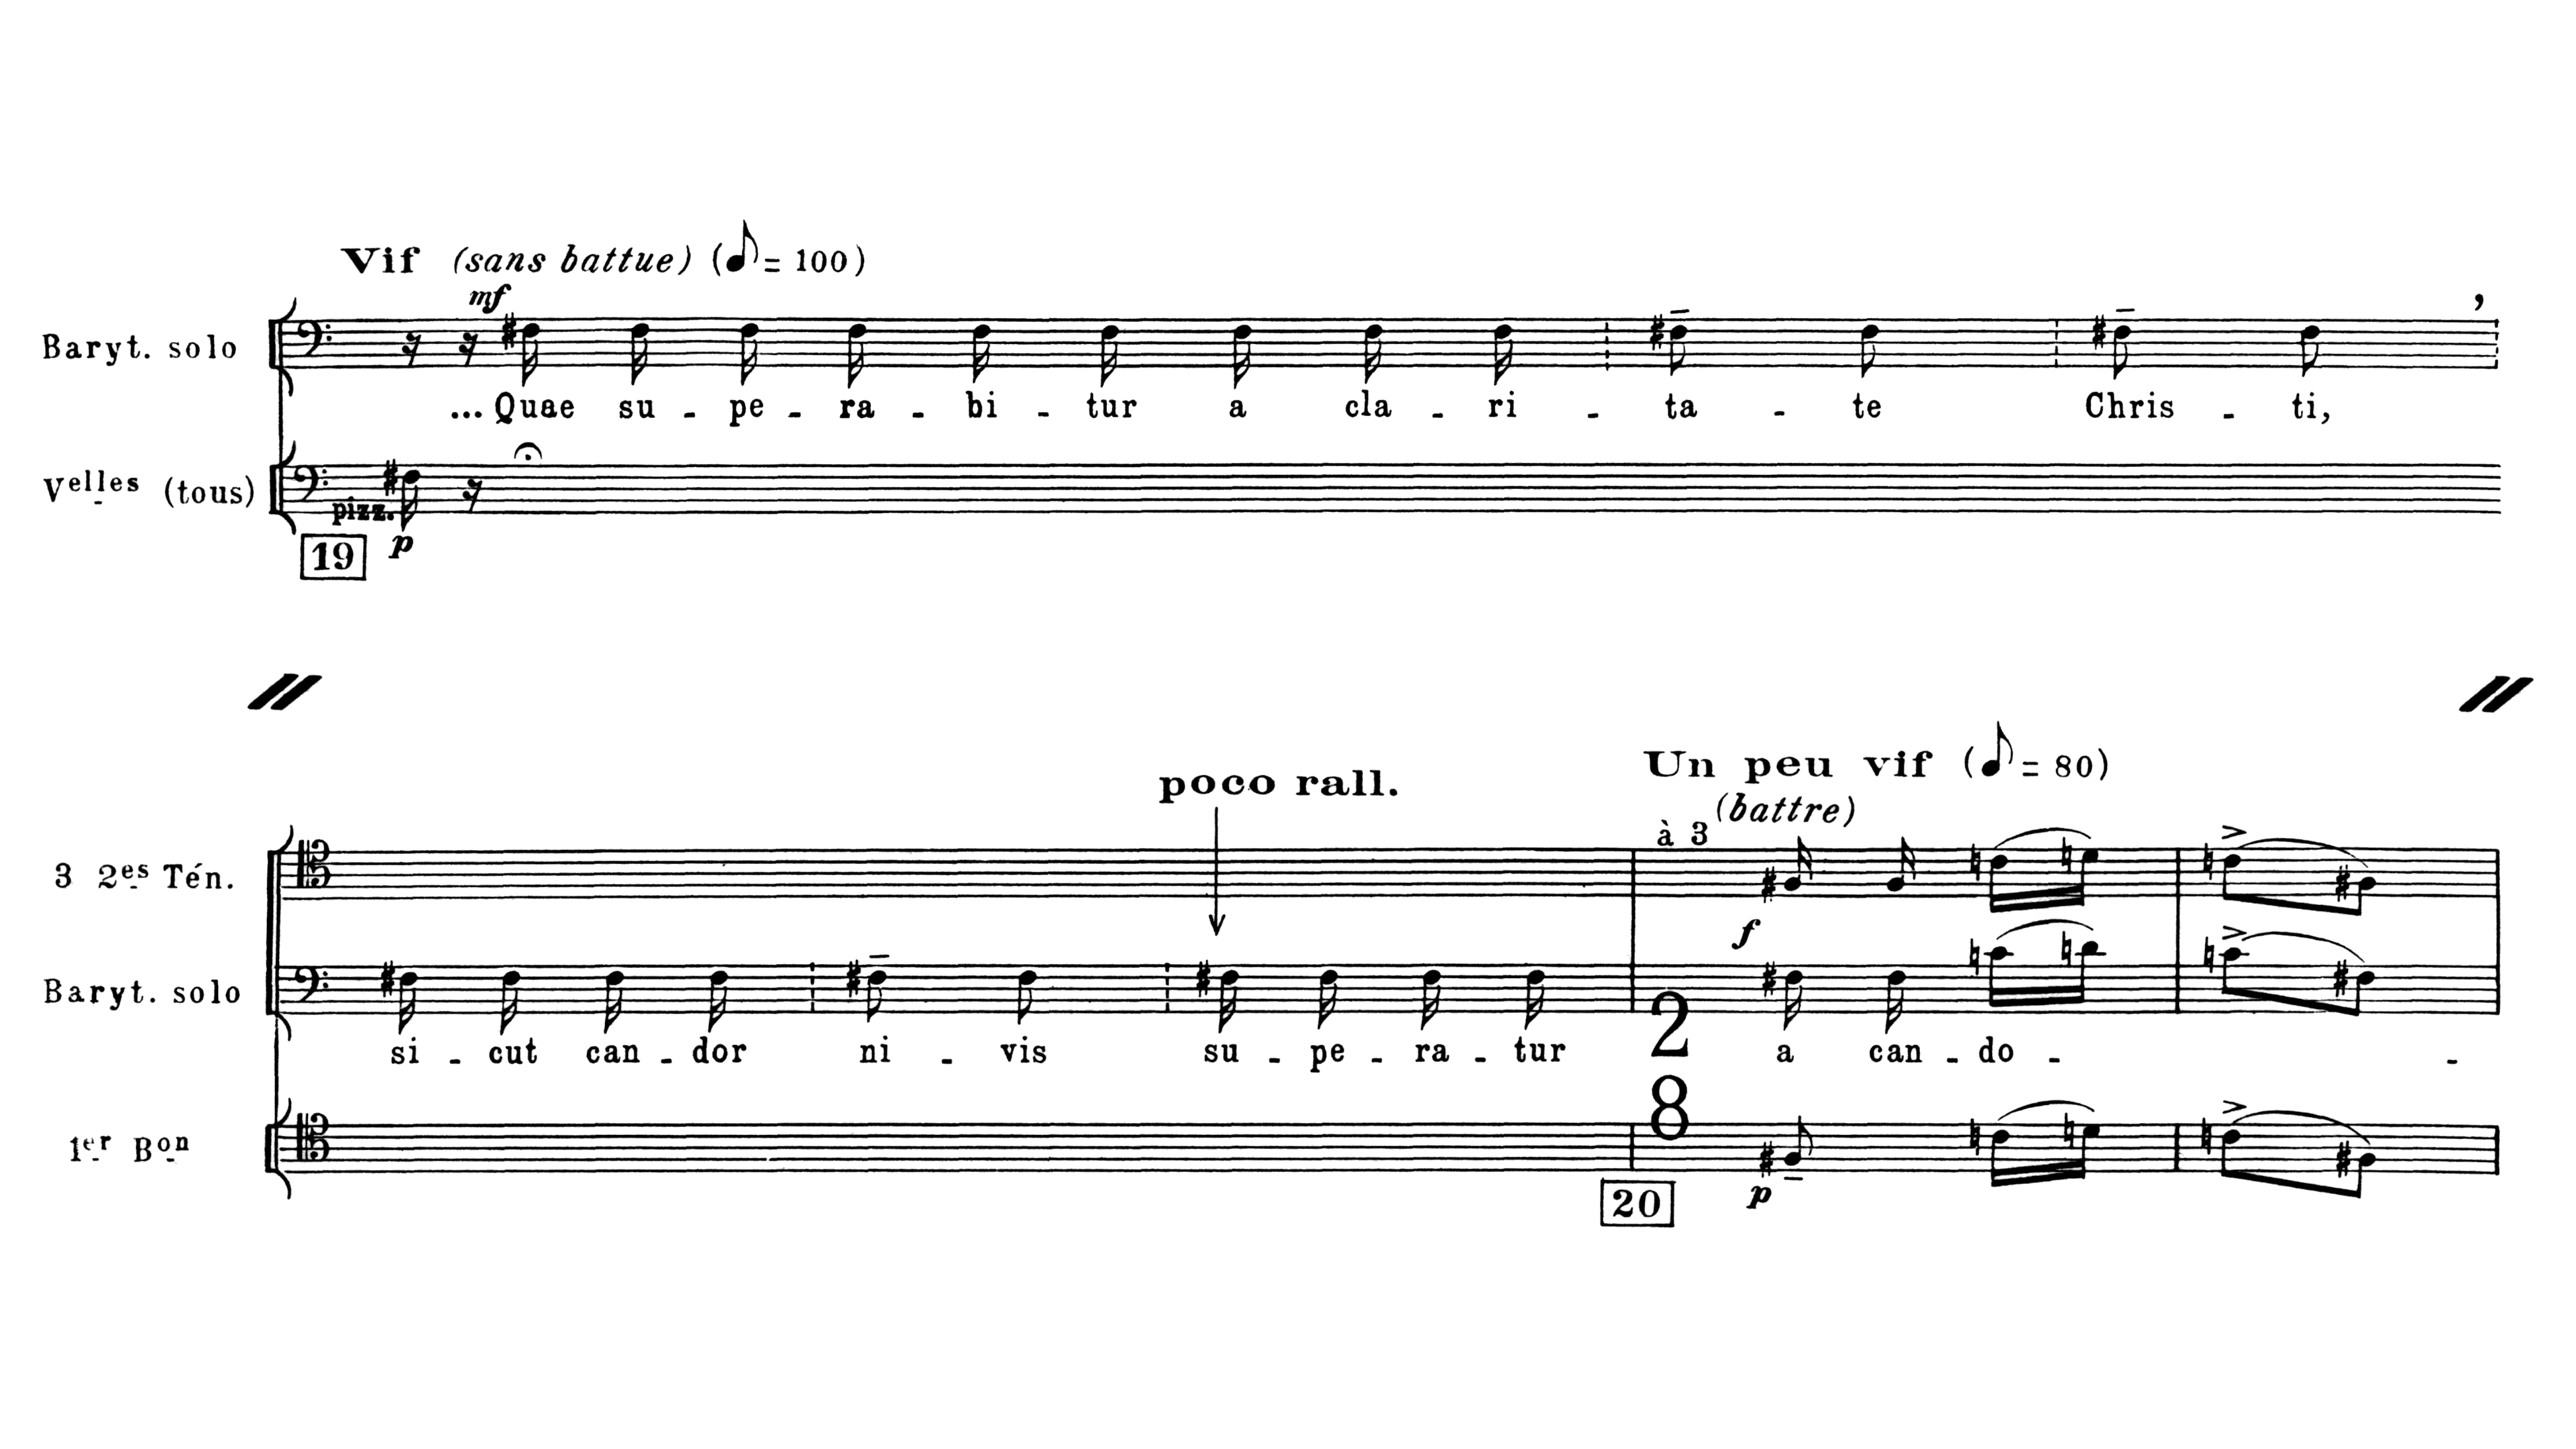 Vif (sans battue) (♪= 100)
mf
Baryt. solo
...Quae su - pe - ra - bi - tur a cla - ri - ta - te Chris - ti,
Velles (tous)
pizz.
p
19
poco rall.
Un peu vif (♪= 80)
(battre)
à 3
3 2es Tén.
f
Baryt. solo
si - cut can - dor ni - vis su - pe - ra - tur a can - do - -
2
8
1er Bon
p
20